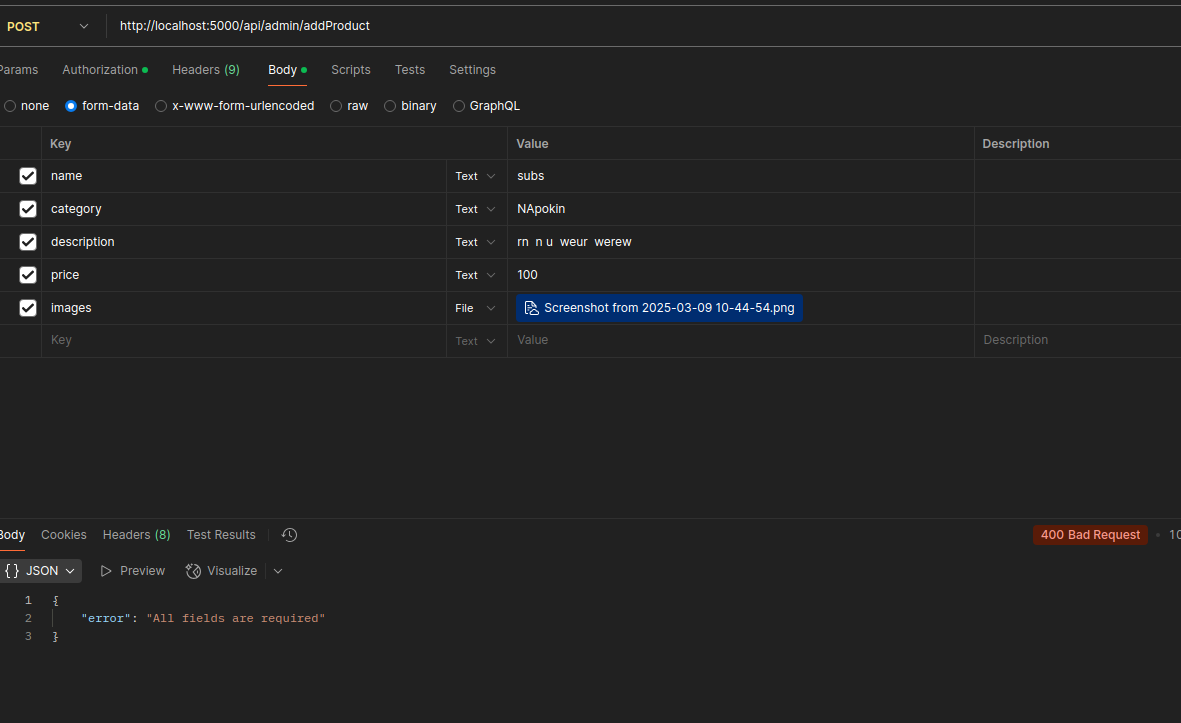 POST http://localhost:5000/api/admin/addProduct
Params Authorization Headers (9) Body Scripts Tests Settings
none form-data x-www-form-urlencoded raw binary GraphQL
Key Value Description
name Text subs
category Text NApokin
description Text rn n u weur werew
price Text 100
images File Screenshot from 2025-03-09 10-44-54.png
Key Text Value Description
Body Cookies Headers (8) Test Results 400 Bad Request • 10
{} JSON Preview Visualize
1 {
2 "error": "All fields are required"
3 }